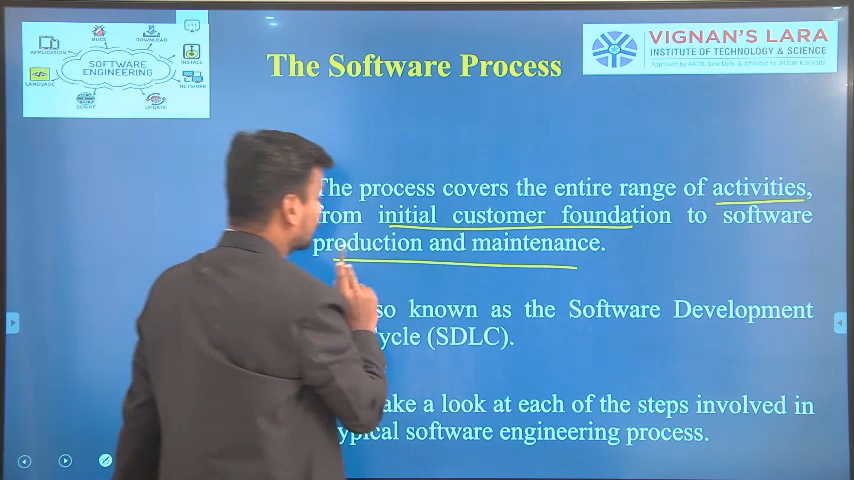 BUGS
DOWNLOAD
APPLICATION
SOFTWARE
ENGINEERING
INSTALL
LANGUAGE
NETWORK
SCRIPT
UPDATE
The Software Process
VIGNAN'S LARA
INSTITUTE OF TECHNOLOGY & SCIENCE
The process covers the entire range of activities,
from initial customer foundation to software
production and maintenance.
so known as the Software Development
ycle (SDLC).
ake a look at each of the steps involved in
ypical software engineering process.